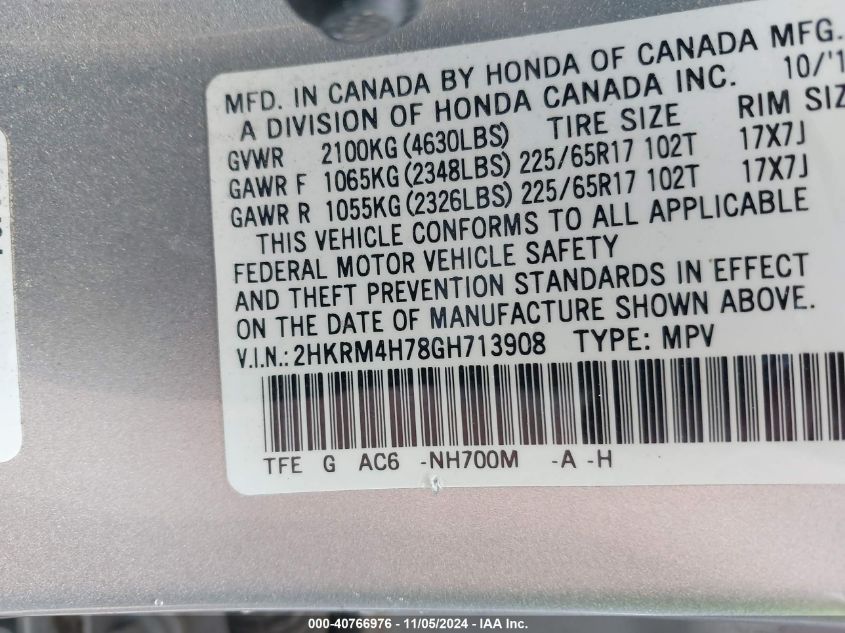 MFD. IN CANADA BY HONDA OF CANADA MFG.
A DIVISION OF HONDA CANADA INC. 10/'1
GVWR 2100KG (4630LBS) TIRE SIZE RIM SIZ
GAWR F 1065KG (2348LBS) 225/65R17 102T 17X7J
GAWR R 1055KG (2326LBS) 225/65R17 102T 17X7J
THIS VEHICLE CONFORMS TO ALL APPLICABLE
FEDERAL MOTOR VEHICLE SAFETY
AND THEFT PREVENTION STANDARDS IN EFFECT
ON THE DATE OF MANUFACTURE SHOWN ABOVE.
V.I.N.: 2HKRM4H78GH713908 TYPE: MPV
TFE G AC6 -NH700M -A -H
000-40766976 - 11/05/2024 - IAA Inc.